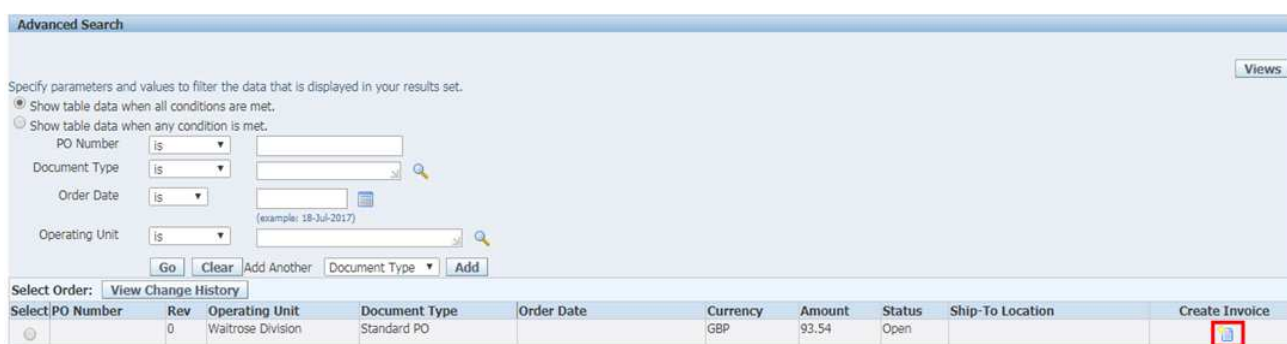 Advanced Search
Views
Specify parameters and values to filter the data that is displayed in your results set.
Show table data when all conditions are met.
Show table data when any condition is met.
PO Number is
Document Type is
Order Date is
(example: 18-Jul-2017)
Operating Unit is
Go Clear Add Another Document Type Add
Select Order: View Change History
Select PO Number Rev Operating Unit Document Type Order Date Currency Amount Status Ship-To Location Create Invoice
0 Waitrose Division Standard PO GBP 93.54 Open